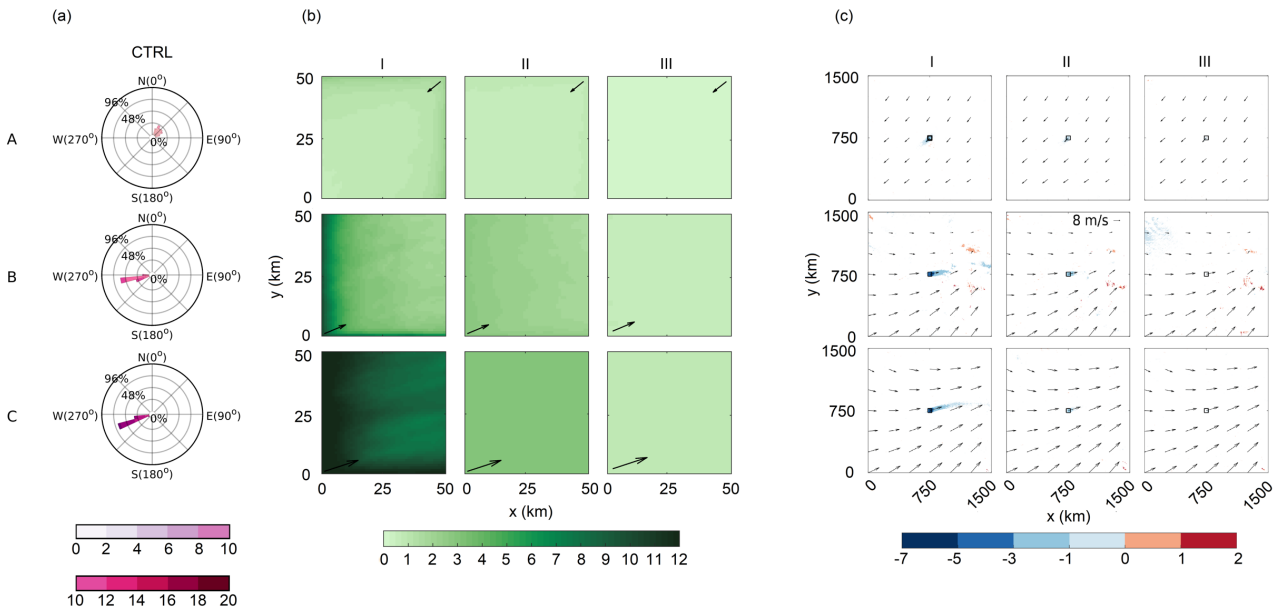 (a)
(b)
(c)
CTRL
I
II
III
I
II
III
A
N(0°)
96%
48%
0%
W(270°)
E(90°)
S(180°)
50
25
0
1500
750
0
B
N(0°)
96%
48%
0%
W(270°)
E(90°)
S(180°)
y (km)
50
25
0
y (km)
1500
750
0
8 m/s
C
N(0°)
96%
48%
0%
W(270°)
E(90°)
S(180°)
50
25
0
1500
750
0
0 25 50 0 25 50 0 25 50
x (km)
0 750 1500 0 750 1500 0 750 1500
x (km)
0 2 4 6 8 10
10 12 14 16 18 20
0 1 2 3 4 5 6 7 8 9 10 11 12
-7 -5 -3 -1 0 1 2